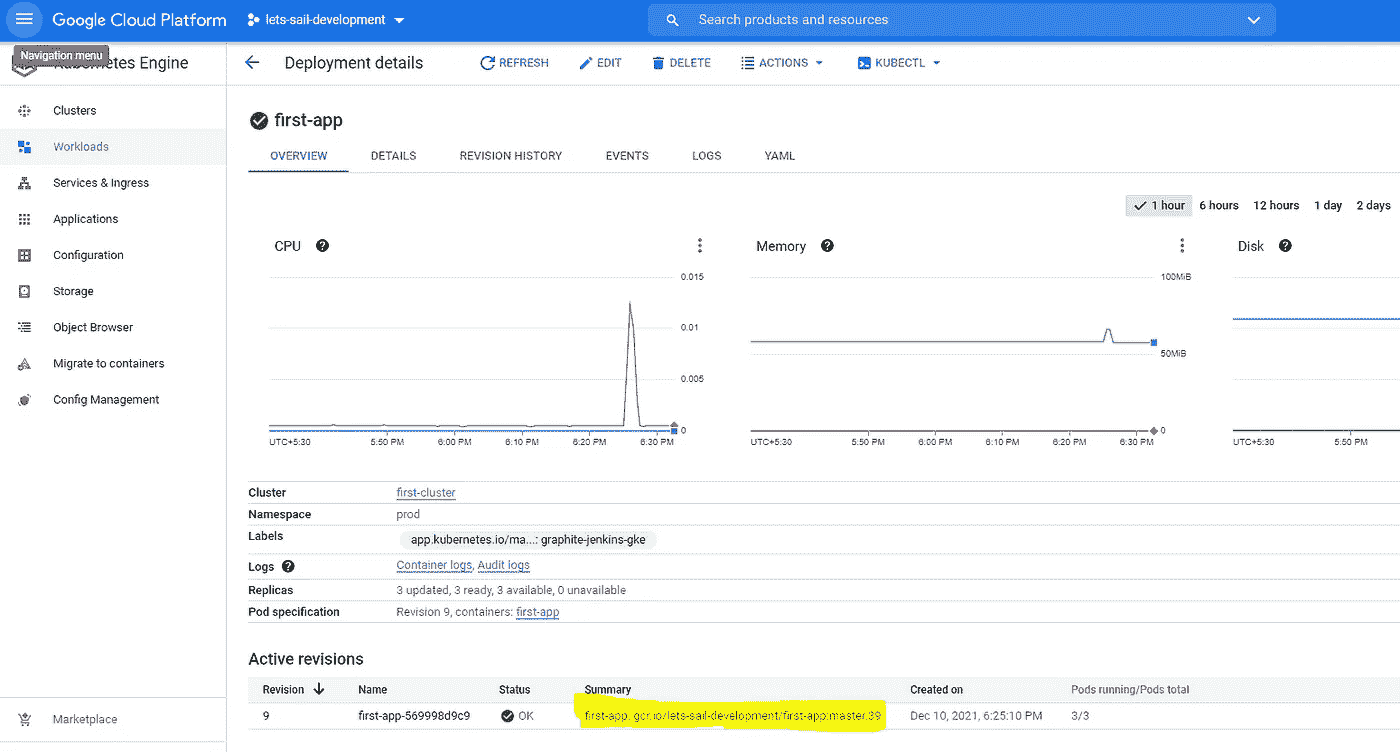 Google Cloud Platform lets-sail-development Search products and resources
Navigation menu
Kubernetes Engine
Deployment details REFRESH EDIT DELETE ACTIONS KUBECTL
Clusters
Workloads
Services & Ingress
Applications
Configuration
Storage
Object Browser
Migrate to containers
Config Management
Marketplace
first-app
OVERVIEW DETAILS REVISION HISTORY EVENTS LOGS YAML
1 hour 6 hours 12 hours 1 day 2 days
CPU
0.015
0.01
0.005
0
UTC+5:30 5:50 PM 6:00 PM 6:10 PM 6:20 PM 6:30 PM
Memory
100MiB
50MiB
0
UTC+5:30 5:50 PM 6:00 PM 6:10 PM 6:20 PM 6:30 PM
Disk
UTC+5:30 5:50 PM
Cluster first-cluster
Namespace prod
Labels app.kubernetes.io/ma...: graphite-jenkins-gke
Logs Container logs, Audit logs
Replicas 3 updated, 3 ready, 3 available, 0 unavailable
Pod specification Revision 9, containers: first-app
Active revisions
Revision Name Status Summary Created on Pods running/Pods total
9 first-app-569998d9c9 OK first-app: gcr.io/lets-sail-development/first-app:master.39 Dec 10, 2021, 6:25:10 PM 3/3